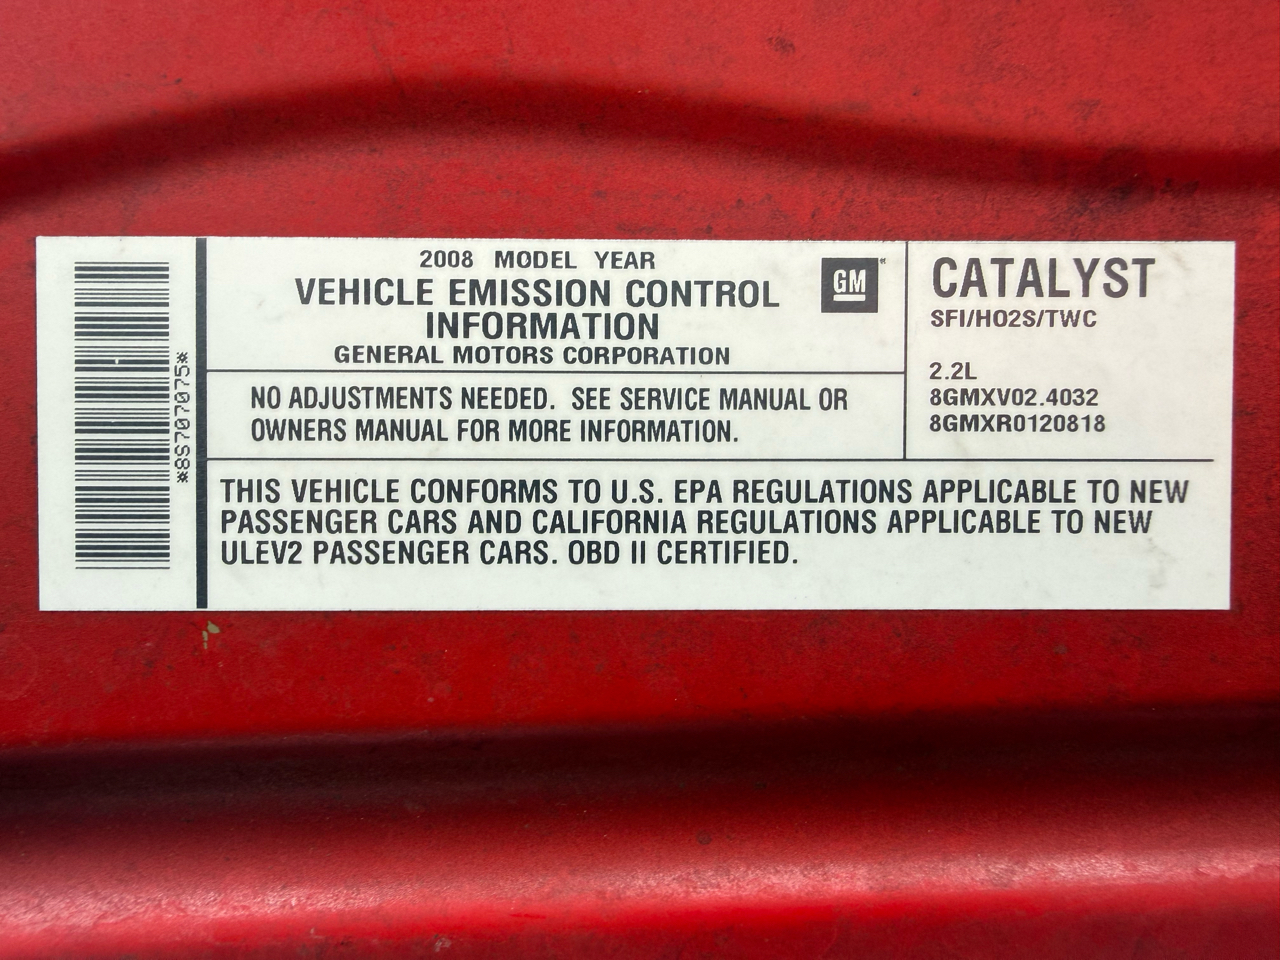 *8S707075*
2008 MODEL YEAR
VEHICLE EMISSION CONTROL
INFORMATION
GENERAL MOTORS CORPORATION
GM
NO ADJUSTMENTS NEEDED. SEE SERVICE MANUAL OR
OWNERS MANUAL FOR MORE INFORMATION.
CATALYST
SFI/HO2S/TWC
2.2L
8GMXV02.4032
8GMXR0120818
THIS VEHICLE CONFORMS TO U.S. EPA REGULATIONS APPLICABLE TO NEW
PASSENGER CARS AND CALIFORNIA REGULATIONS APPLICABLE TO NEW
ULEV2 PASSENGER CARS. OBD II CERTIFIED.